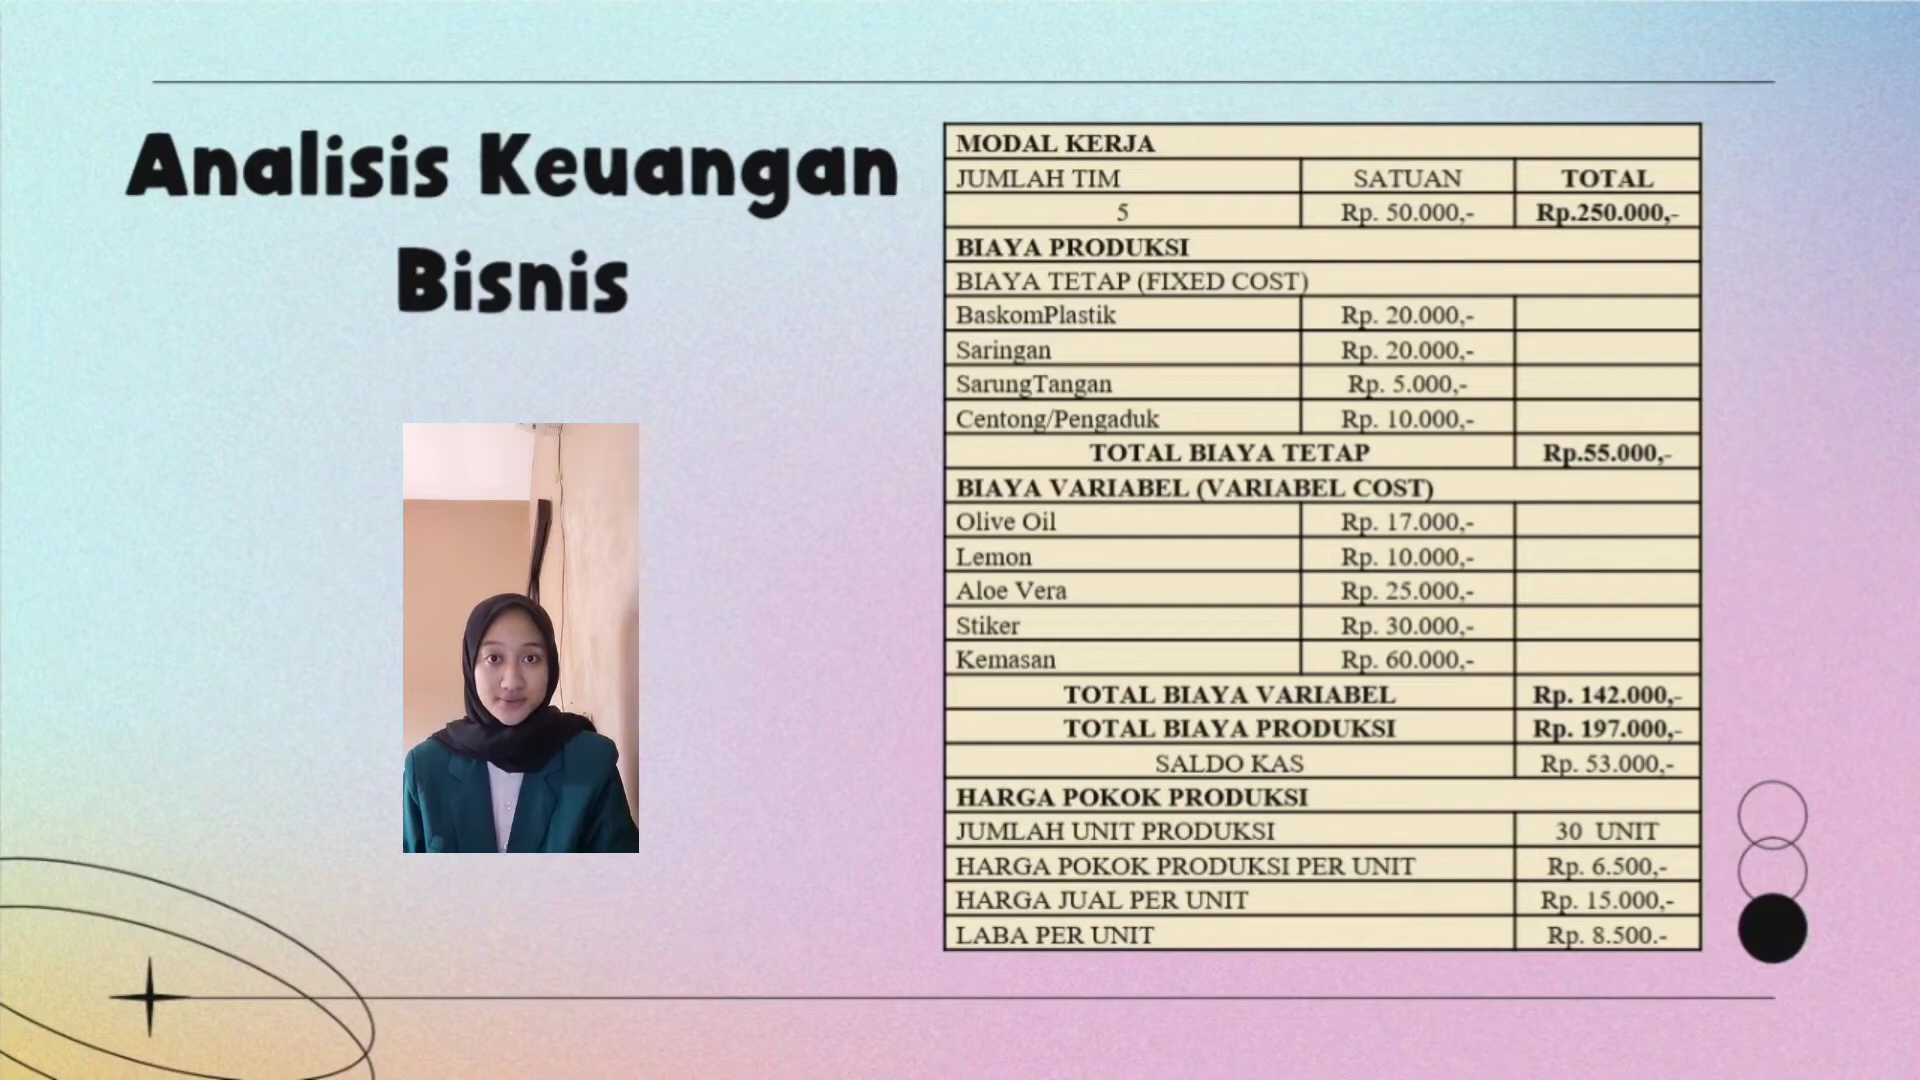 Analisis Keuangan
Bisnis
MODAL KERJA
JUMLAH TIM SATUAN TOTAL
5 Rp. 50.000,- Rp.250.000,-
BIAYA PRODUKSI
BIAYA TETAP (FIXED COST)
BaskomPlastik Rp. 20.000,-
Saringan Rp. 20.000,-
SarungTangan Rp. 5.000,-
Centong/Pengaduk Rp. 10.000,-
TOTAL BIAYA TETAP Rp.55.000,-
BIAYA VARIABEL (VARIABEL COST)
Olive Oil Rp. 17.000,-
Lemon Rp. 10.000,-
Aloe Vera Rp. 25.000,-
Stiker Rp. 30.000,-
Kemasan Rp. 60.000,-
TOTAL BIAYA VARIABEL Rp. 142.000,-
TOTAL BIAYA PRODUKSI Rp. 197.000,-
SALDO KAS Rp. 53.000,-
HARGA POKOK PRODUKSI
JUMLAH UNIT PRODUKSI 30 UNIT
HARGA POKOK PRODUKSI PER UNIT Rp. 6.500,-
HARGA JUAL PER UNIT Rp. 15.000,-
LABA PER UNIT Rp. 8.500.-